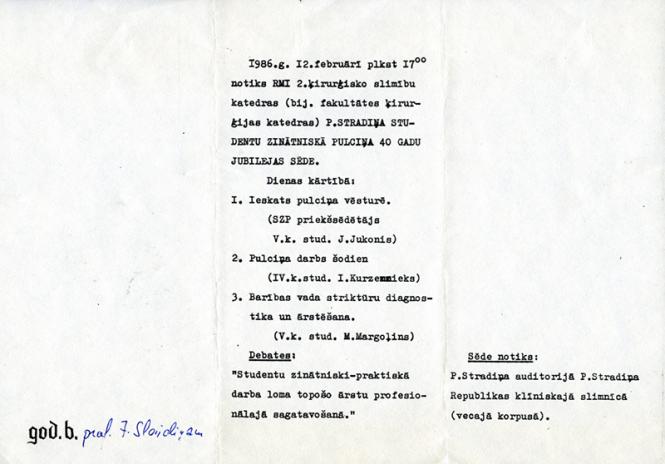 1986.g. 12.februārī plkst 17⁰⁰
notiks RMI 2.ķirurģisko slimību
katedras (bij. fakultātes ķirur-
ģijas katedras) P.STRADIŅA STU-
DENTU ZINĀTNISKĀ PULCIŅA 40 GADU
JUBILEJAS SĒDE.
Dienas kārtībā:
I. Ieskats pulciņa vēsturē.
(SZP priekšsēdētājs
V.k. stud. J.Jukonis)
2. Pulciņa darbs šodien
(IV.k.stud. I.Kurzemnieks)
3. Barības vada striktūru diagnos-
tika un ārstēšana.
(V.k. stud. M.Margoļins)
Debates:
"Studentu zinātniski-praktiskā
darba loma topošo ārstu profesio-
nālajā sagatavošanā."
Sēde notiks:
P.Stradiņa auditorijā P.Stradiņa
Republikas klīniskajā slimnīcā
(vecajā korpusā).
god.b. prof.